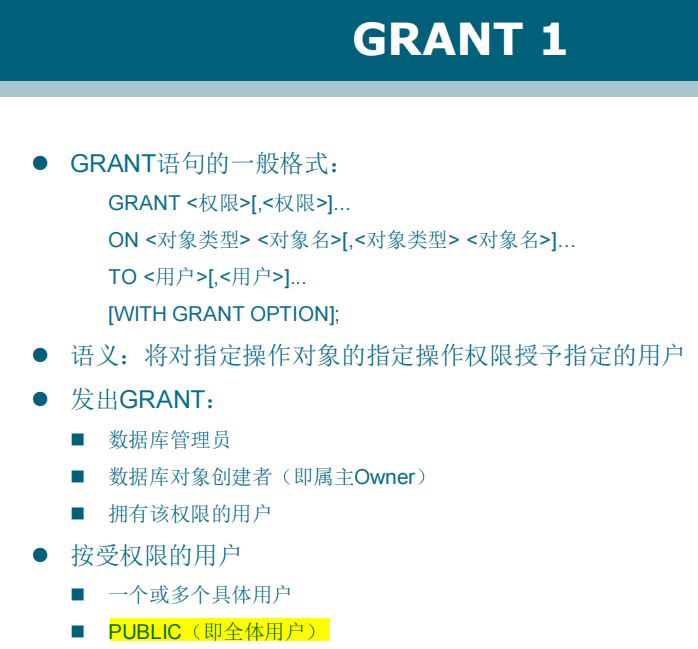 GRANT 1
GRANT语句的一般格式：
GRANT <权限>[,<权限>]...
ON <对象类型> <对象名>[,<对象类型> <对象名>]…
TO <用户>[,<用户>]...
[WITH GRANT OPTION];
语义：将对指定操作对象的指定操作权限授予指定的用户
发出GRANT：
数据库管理员
数据库对象创建者（即属主Owner）
拥有该权限的用户
按受权限的用户
一个或多个具体用户
PUBLIC（即全体用户）